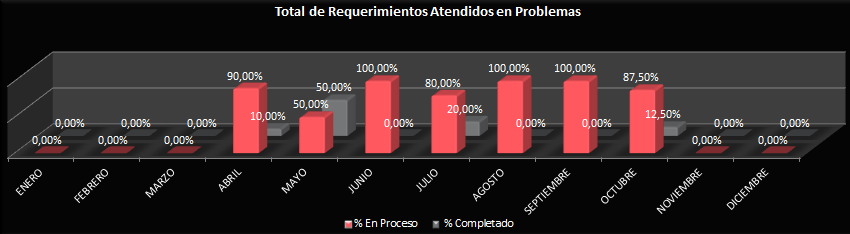 Total de Requerimientos Atendidos en Problemas
0,00% 0,00% 0,00% 10,00% 50,00% 0,00% 20,00% 0,00% 0,00% 12,50% 0,00% 0,00%
0,00% 0,00% 0,00% 90,00% 50,00% 100,00% 80,00% 100,00% 100,00% 87,50% 0,00% 0,00%
ENERO FEBRERO MARZO ABRIL MAYO JUNIO JULIO AGOSTO SEPTIEMBRE OCTUBRE NOVIEMBRE DICIEMBRE
% En Proceso % Completado